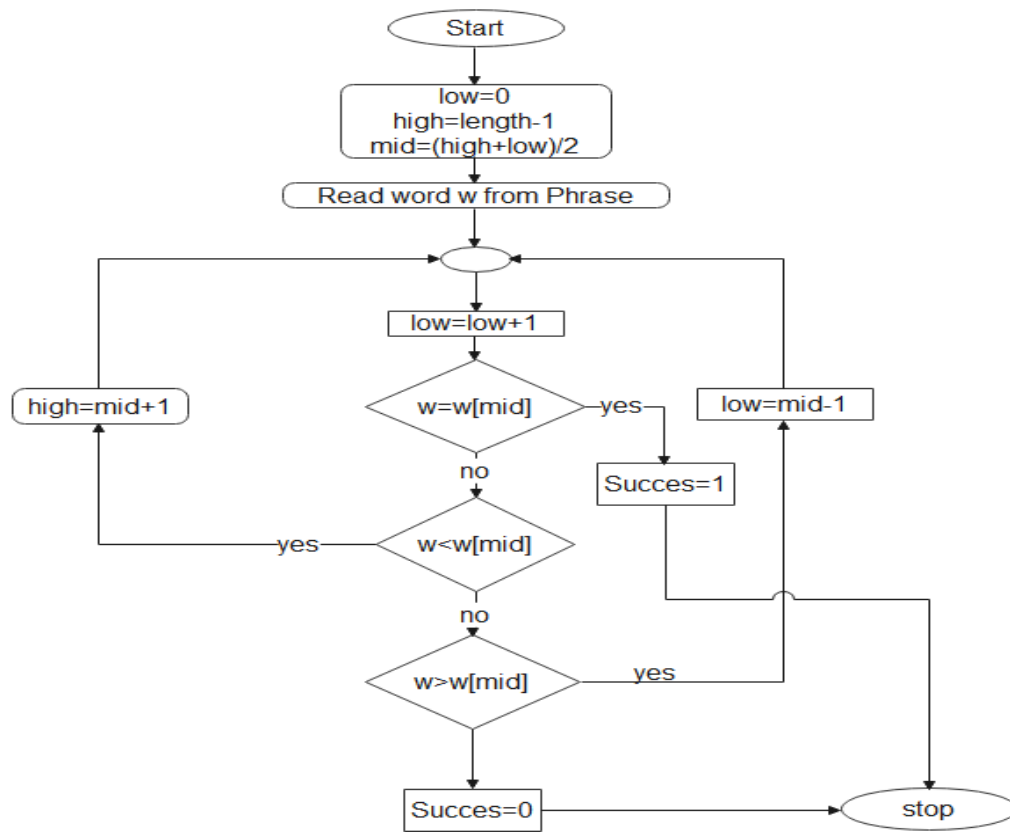 Start
low=0
high=length-1
mid=(high+low)/2
Read word w from Phrase
low=low+1
high=mid+1
w=w[mid]
yes
low=mid-1
no
Succes=1
yes
w<w[mid]
no
w>w[mid]
yes
Succes=0
stop